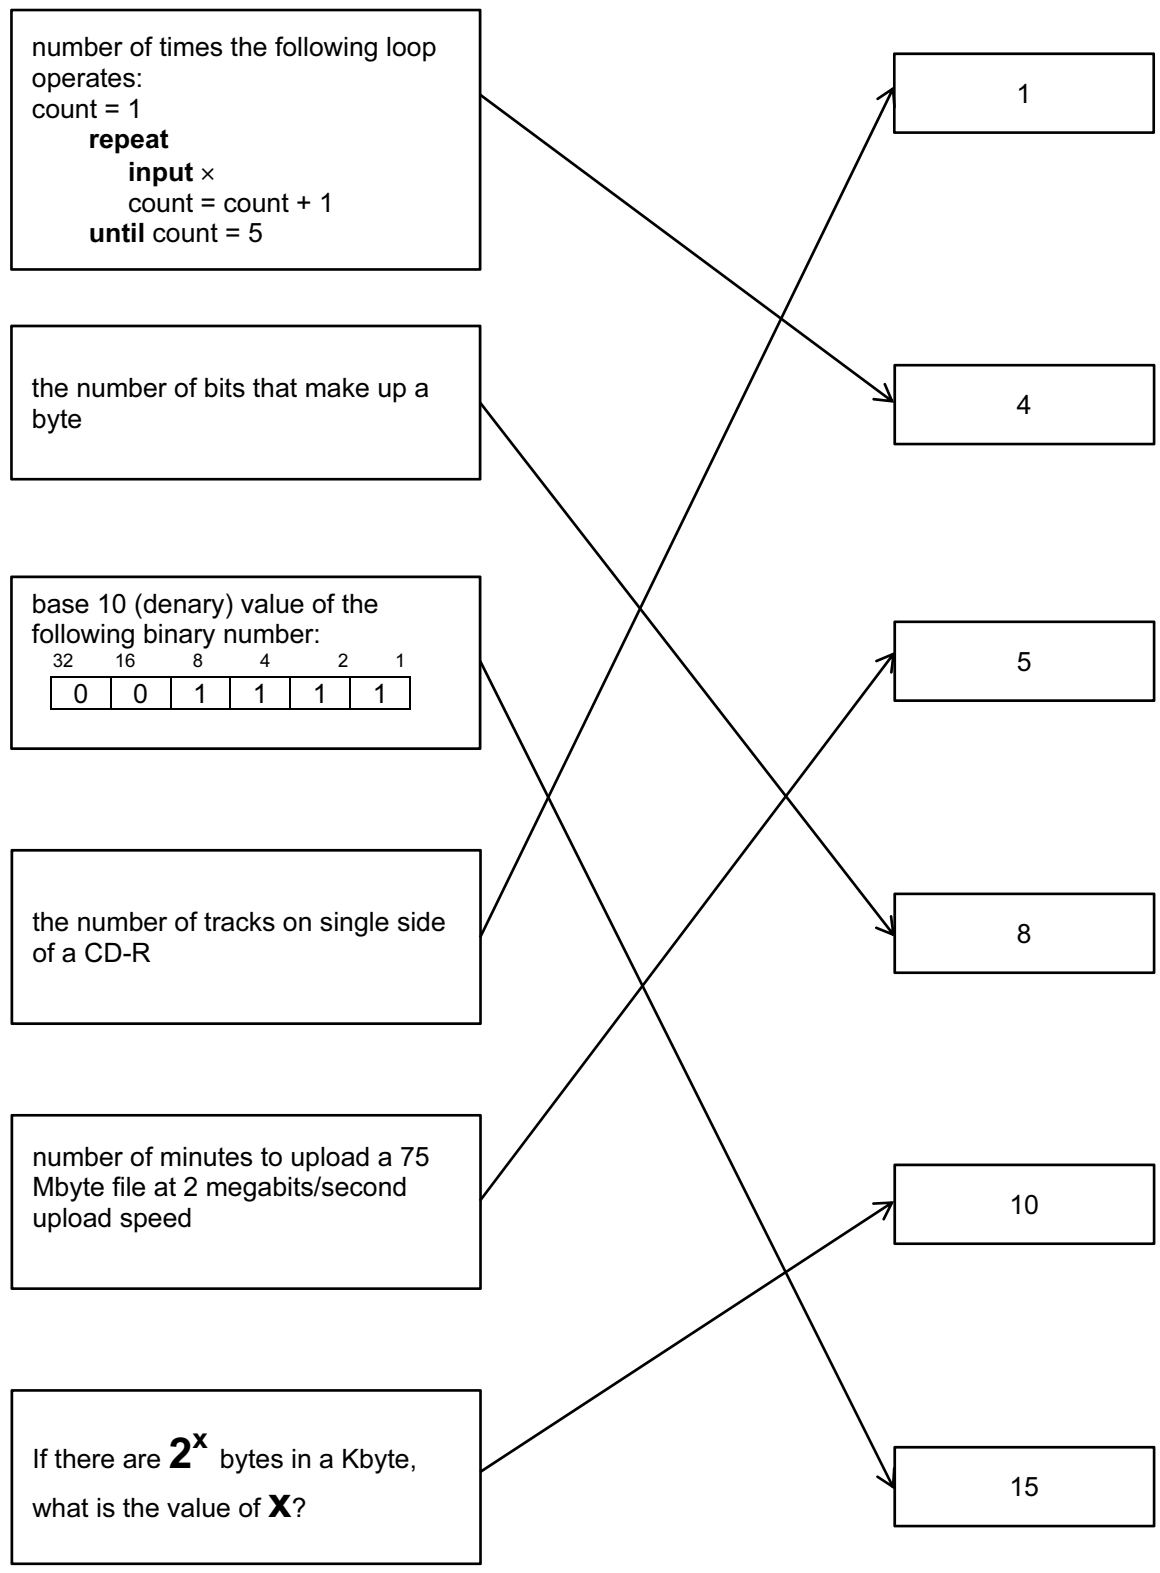 number of times the following loop
operates:
count = 1
repeat
input ×
count = count + 1
until count = 5
the number of bits that make up a
byte
base 10 (denary) value of the
following binary number:
32 16 8 4 2 1
0 0 1 1 1 1
the number of tracks on single side
of a CD-R
number of minutes to upload a 75
Mbyte file at 2 megabits/second
upload speed
If there are 2^x bytes in a Kbyte,
what is the value of x?
1
4
5
8
10
15